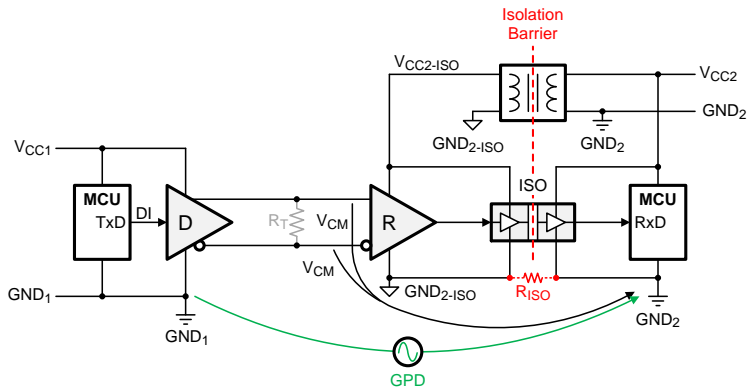 Isolation
Barrier
VCC2-ISO
VCC2
GND2
GND2-ISO
GND2
VCC1
MCU
TxD
DI
D
RT
VCM
VCM
R
ISO
MCU
RxD
GND1
GND1
GND2-ISO
RISO
GND2
GPD